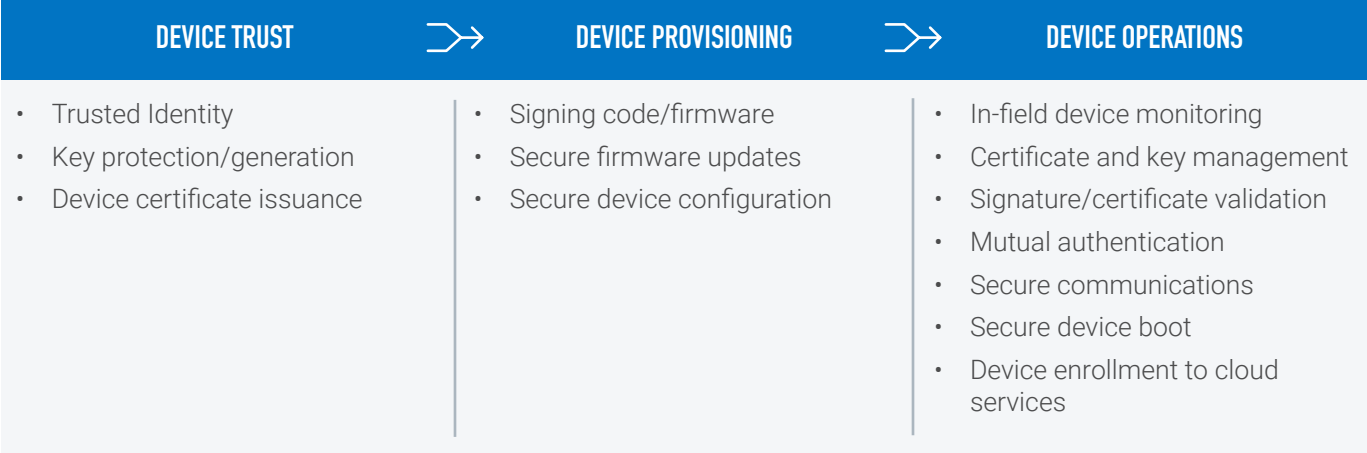 DEVICE TRUST
• Trusted Identity
• Key protection/generation
• Device certificate issuance
DEVICE PROVISIONING
• Signing code/firmware
• Secure firmware updates
• Secure device configuration
DEVICE OPERATIONS
• In-field device monitoring
• Certificate and key management
• Signature/certificate validation
• Mutual authentication
• Secure communications
• Secure device boot
• Device enrollment to cloud
services